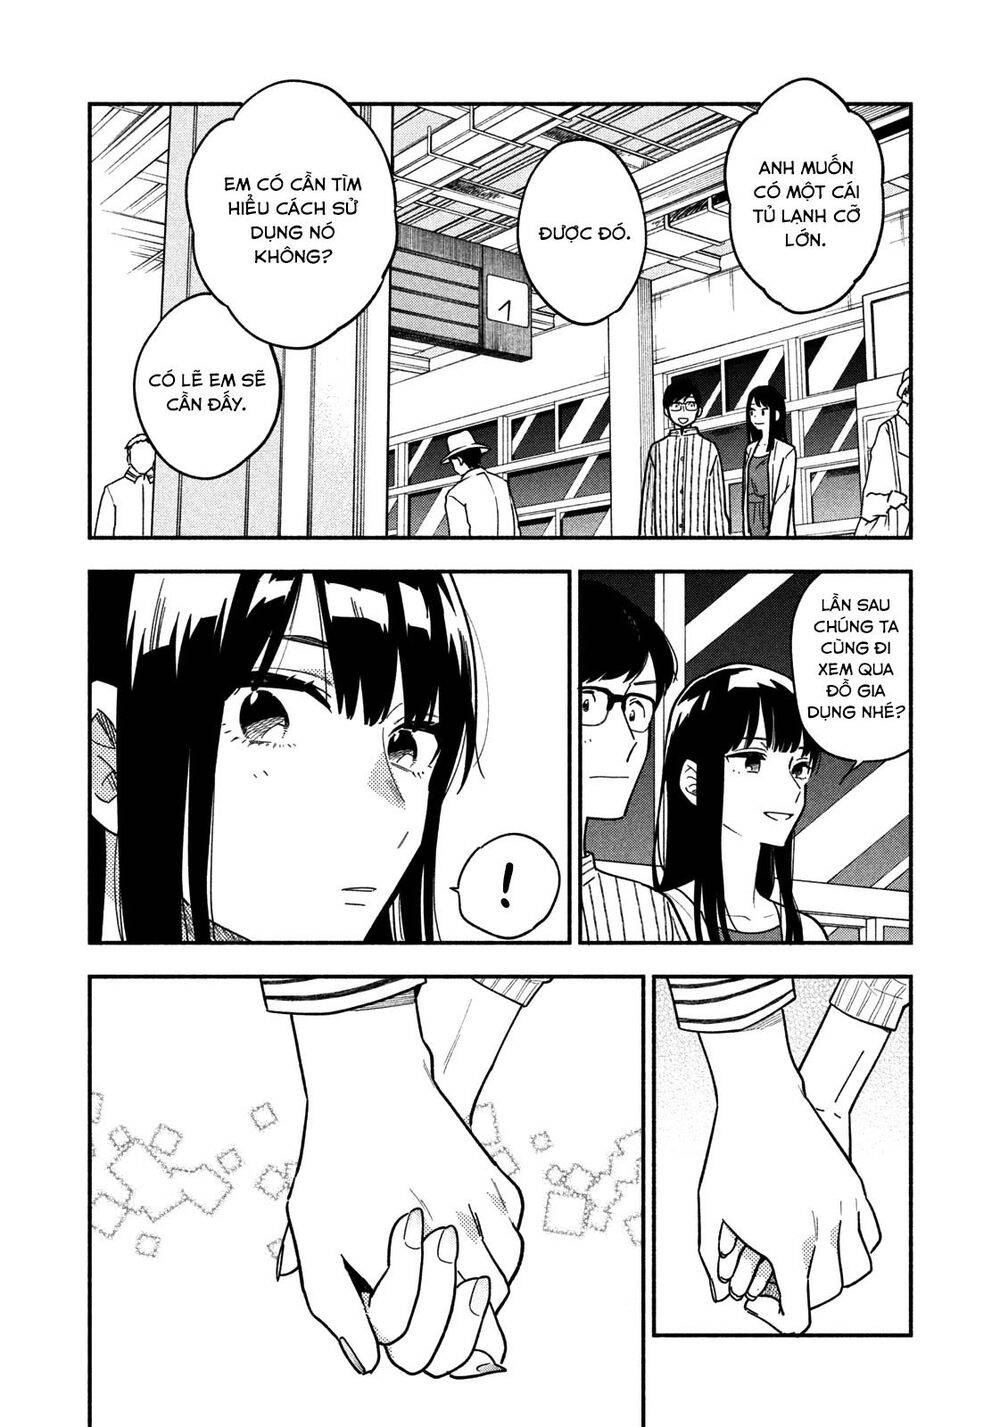 ANH MUỐN
CÓ MỘT CÁI
TỦ LẠNH CỠ
LỚN.
ĐƯỢC ĐÓ.
EM CÓ CẦN TÌM
HIỂU CÁCH SỬ
DỤNG NÓ
KHÔNG?
CÓ LẼ EM SẼ
CẦN ĐẤY.
1
LẦN SAU
CHÚNG TA
CÙNG ĐI
XEM QUA
ĐỒ GIA
DỤNG NHÉ?
!